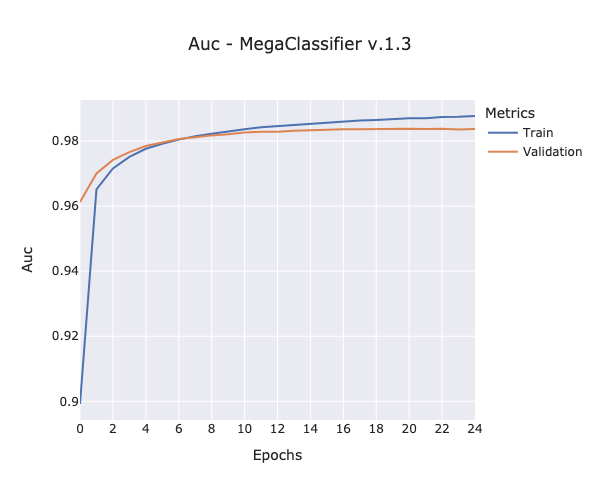 Auc - MegaClassifier v.1.3
Metrics
Train
Validation
0.98
0.96
0.94
0.92
0.9
Auc
0 2 4 6 8 10 12 14 16 18 20 22 24
Epochs